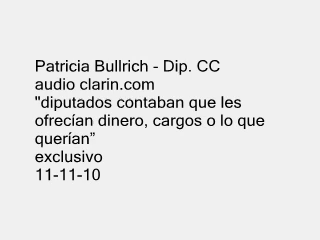 Patricia Bullrich - Dip. CC
audio clarin.com
"diputados contaban que les
ofrecían dinero, cargos o lo que
querían”
exclusivo
11-11-10